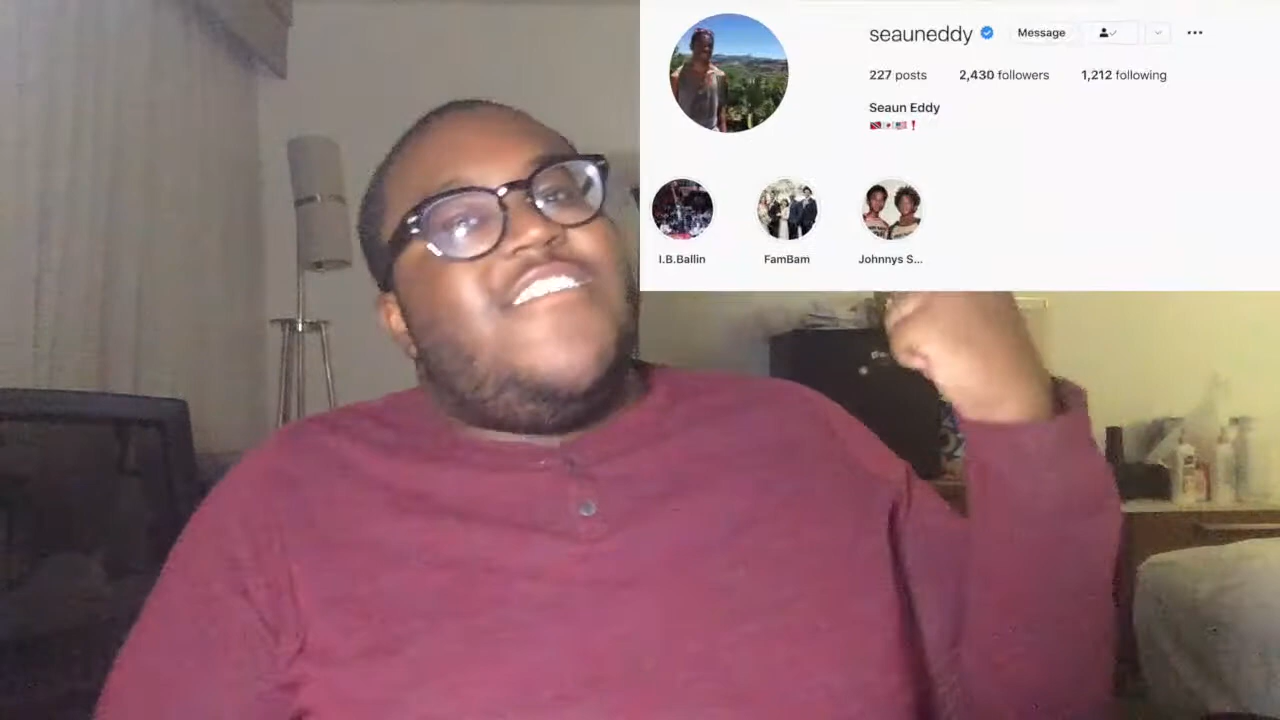 seauneddy Message
227 posts 2,430 followers 1,212 following
Seaun Eddy
I.B.Ballin FamBam Johnnys S...